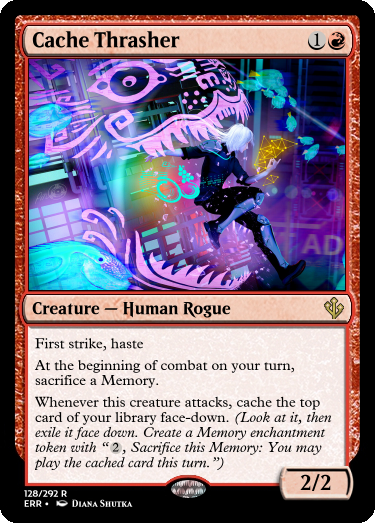 Cache Thrasher 1
AD
Creature — Human Rogue
First strike, haste
At the beginning of combat on your turn,
sacrifice a Memory.
Whenever this creature attacks, cache the top
card of your library face-down. (Look at it, then
exile it face down. Create a Memory enchantment
token with “2, Sacrifice this Memory: You may
play the cached card this turn.”)
2/2
128/292 R
ERR • Diana Shutka